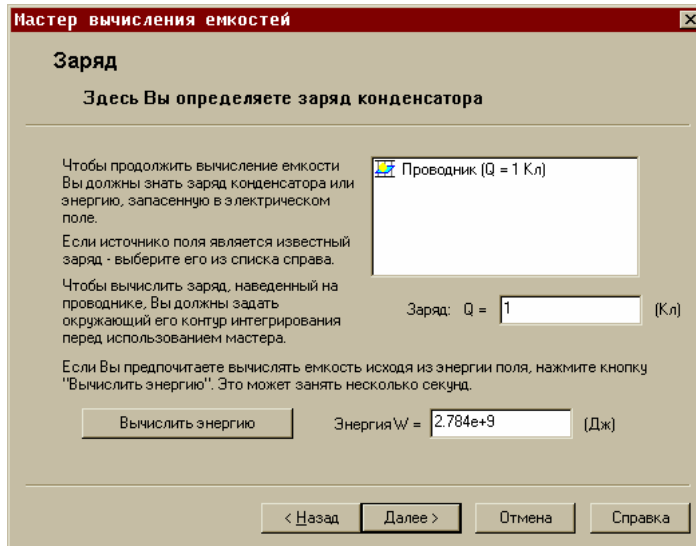 Мастер вычисления емкостей
Заряд
Здесь Вы определяете заряд конденсатора
Чтобы продолжить вычисление емкости
Вы должны знать заряд конденсатора или
энергию, запасенную в электрическом
поле.
Если источнико поля является известный
заряд - выберите его из списка справа.
Чтобы вычислить заряд, наведенный на
проводнике, Вы должны задать
окружающий его контур интегрирования
перед использованием мастера.
Проводник (Q = 1 Кл)
Заряд: Q = 1 (Кл)
Если Вы предпочитаете вычислять емкость исходя из энергии поля, нажмите кнопку
"Вычислить энергию". Это может занять несколько секунд.
Вычислить энергию Энергия W = 2.784e+9 (Дж)
< Назад Далее > Отмена Справка